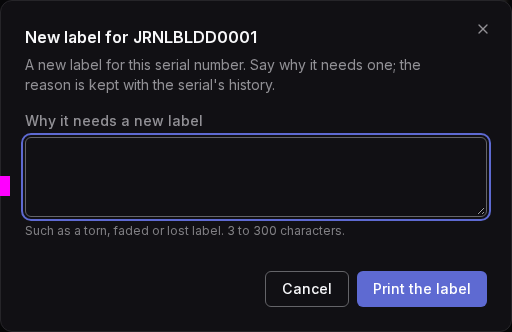 New label for JRNLBLDD0001
A new label for this serial number. Say why it needs one; the
reason is kept with the serial's history.
Why it needs a new label
Such as a torn, faded or lost label. 3 to 300 characters.
Cancel
Print the label